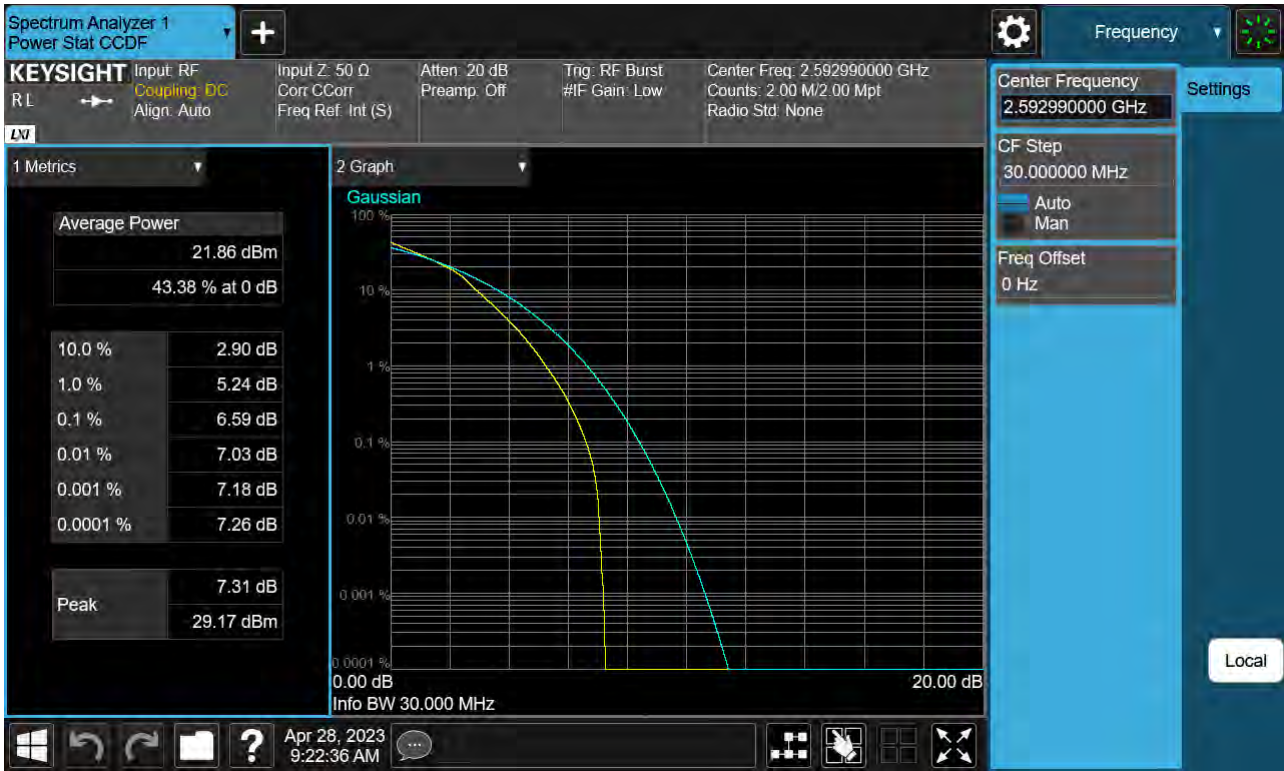 Spectrum Analyzer 1
Power Stat CCDF
+
Frequency
KEYSIGHT
RL
LXI
Input: RF
Coupling: DC
Align: Auto
Input Z: 50 Ω
Corr CCorr
Freq Ref: Int (S)
Atten: 20 dB
Preamp: Off
Trig: RF Burst
#IF Gain: Low
Center Freq: 2.592990000 GHz
Counts: 2.00 M/2.00 Mpt
Radio Std: None
Center Frequency
2.592990000 GHz
Settings
CF Step
30.000000 MHz
Auto
Man
Freq Offset
0 Hz
1 Metrics
Average Power
21.86 dBm
43.38 % at 0 dB
10.0 % 2.90 dB
1.0 % 5.24 dB
0.1 % 6.59 dB
0.01 % 7.03 dB
0.001 % 7.18 dB
0.0001 % 7.26 dB
Peak
7.31 dB
29.17 dBm
2 Graph
Gaussian
100 %
10 %
1 %
0.1 %
0.01 %
0.001 %
0.0001 %
0.00 dB 20.00 dB
Info BW 30.000 MHz
Local
?
Apr 28, 2023
9:22:36 AM